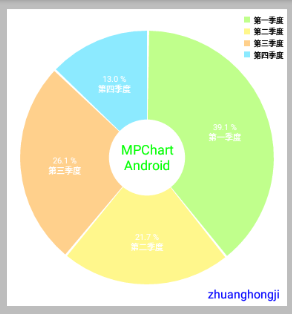 第一季度
第二季度
第三季度
第四季度
13.0 %
第四季度
39.1 %
第一季度
MPChart
Android
26.1 %
第三季度
21.7 %
第二季度
zhuanghongji